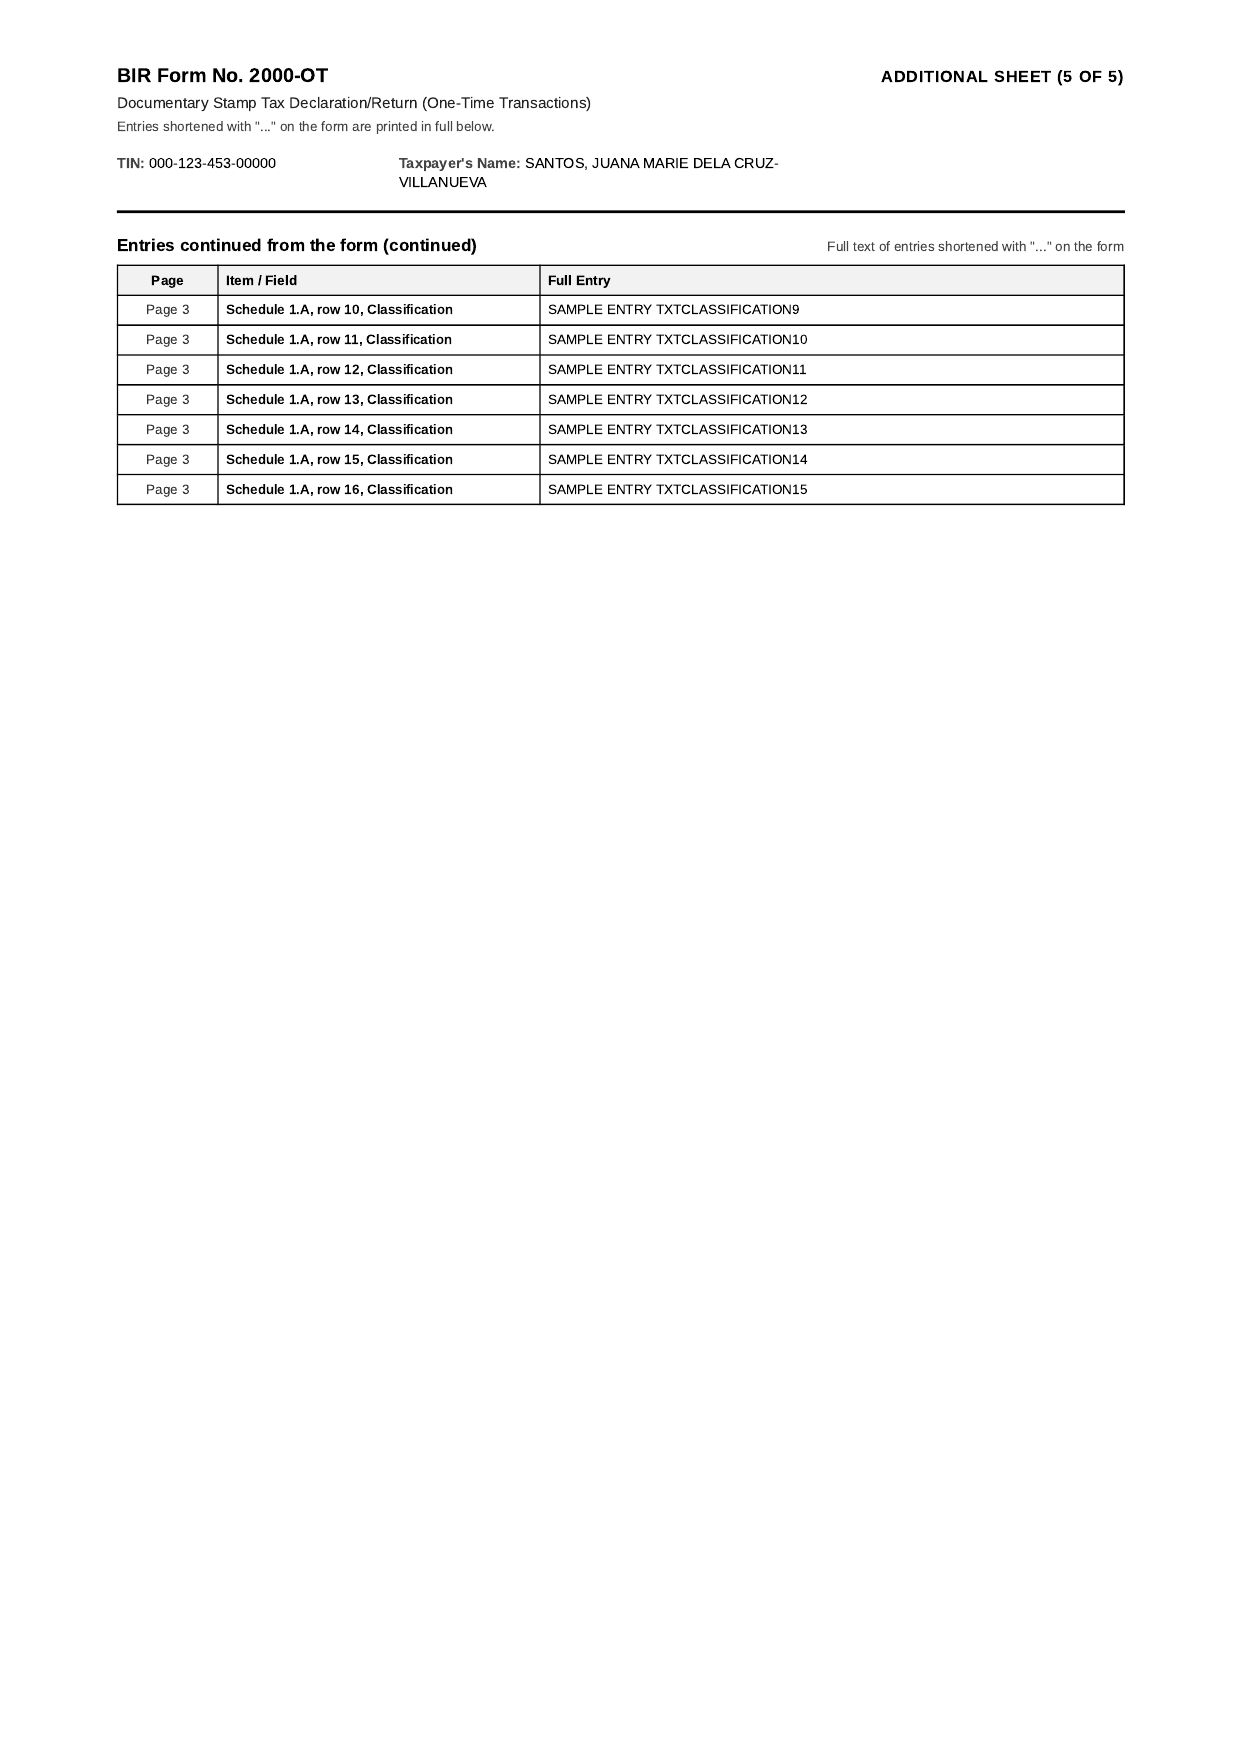 BIR Form No. 2000-OT
ADDITIONAL SHEET (5 OF 5)
Documentary Stamp Tax Declaration/Return (One-Time Transactions)
Entries shortened with "..." on the form are printed in full below.
TIN: 000-123-453-00000
Taxpayer's Name: SANTOS, JUANA MARIE DELA CRUZ-
VILLANUEVA
Entries continued from the form (continued)
Full text of entries shortened with "..." on the form
Page Item / Field Full Entry
Page 3 Schedule 1.A, row 10, Classification SAMPLE ENTRY TXTCLASSIFICATION9
Page 3 Schedule 1.A, row 11, Classification SAMPLE ENTRY TXTCLASSIFICATION10
Page 3 Schedule 1.A, row 12, Classification SAMPLE ENTRY TXTCLASSIFICATION11
Page 3 Schedule 1.A, row 13, Classification SAMPLE ENTRY TXTCLASSIFICATION12
Page 3 Schedule 1.A, row 14, Classification SAMPLE ENTRY TXTCLASSIFICATION13
Page 3 Schedule 1.A, row 15, Classification SAMPLE ENTRY TXTCLASSIFICATION14
Page 3 Schedule 1.A, row 16, Classification SAMPLE ENTRY TXTCLASSIFICATION15